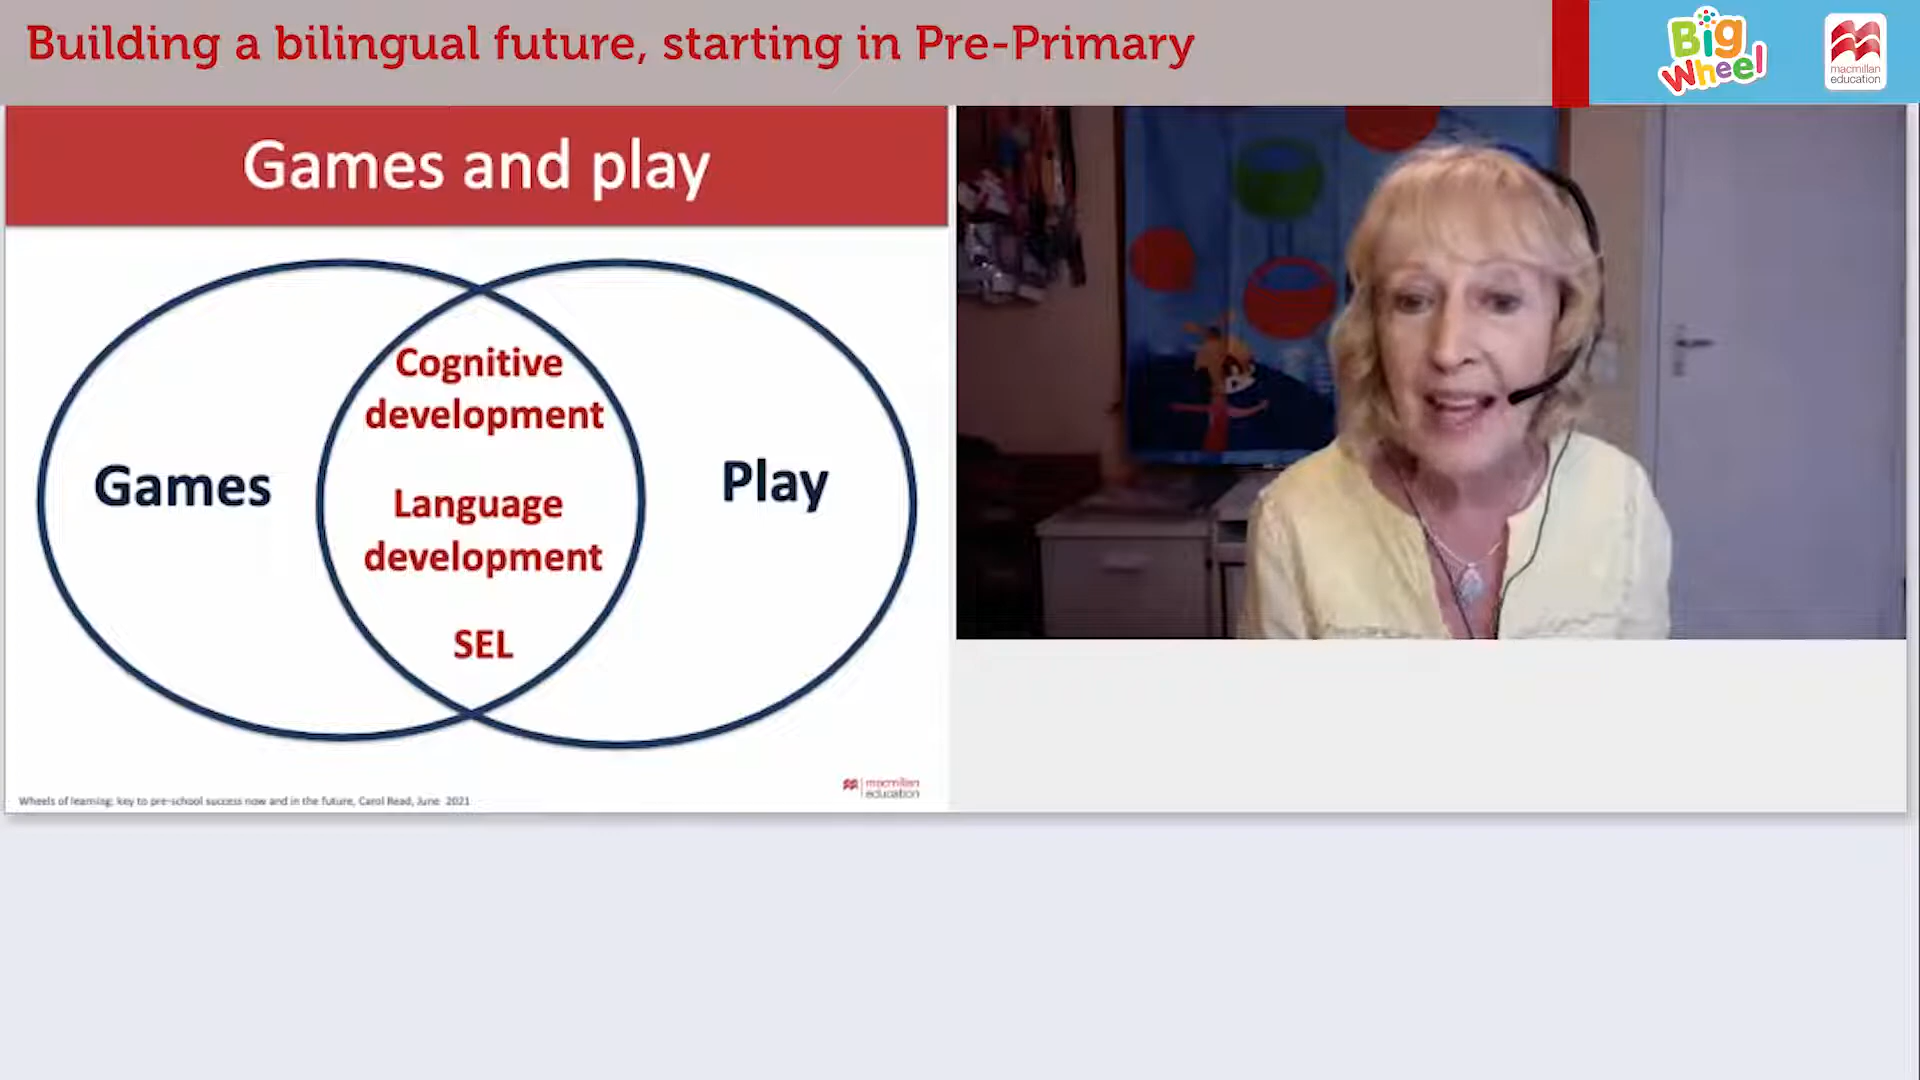 Building a bilingual future, starting in Pre-Primary
Big
Wheel
macmillan
education
Games and play
Cognitive
development
Games
Play
Language
development
SEL
macmillan
education
Wheels of learning: key to pre-school success now and in the future, Carol Read, June 2021